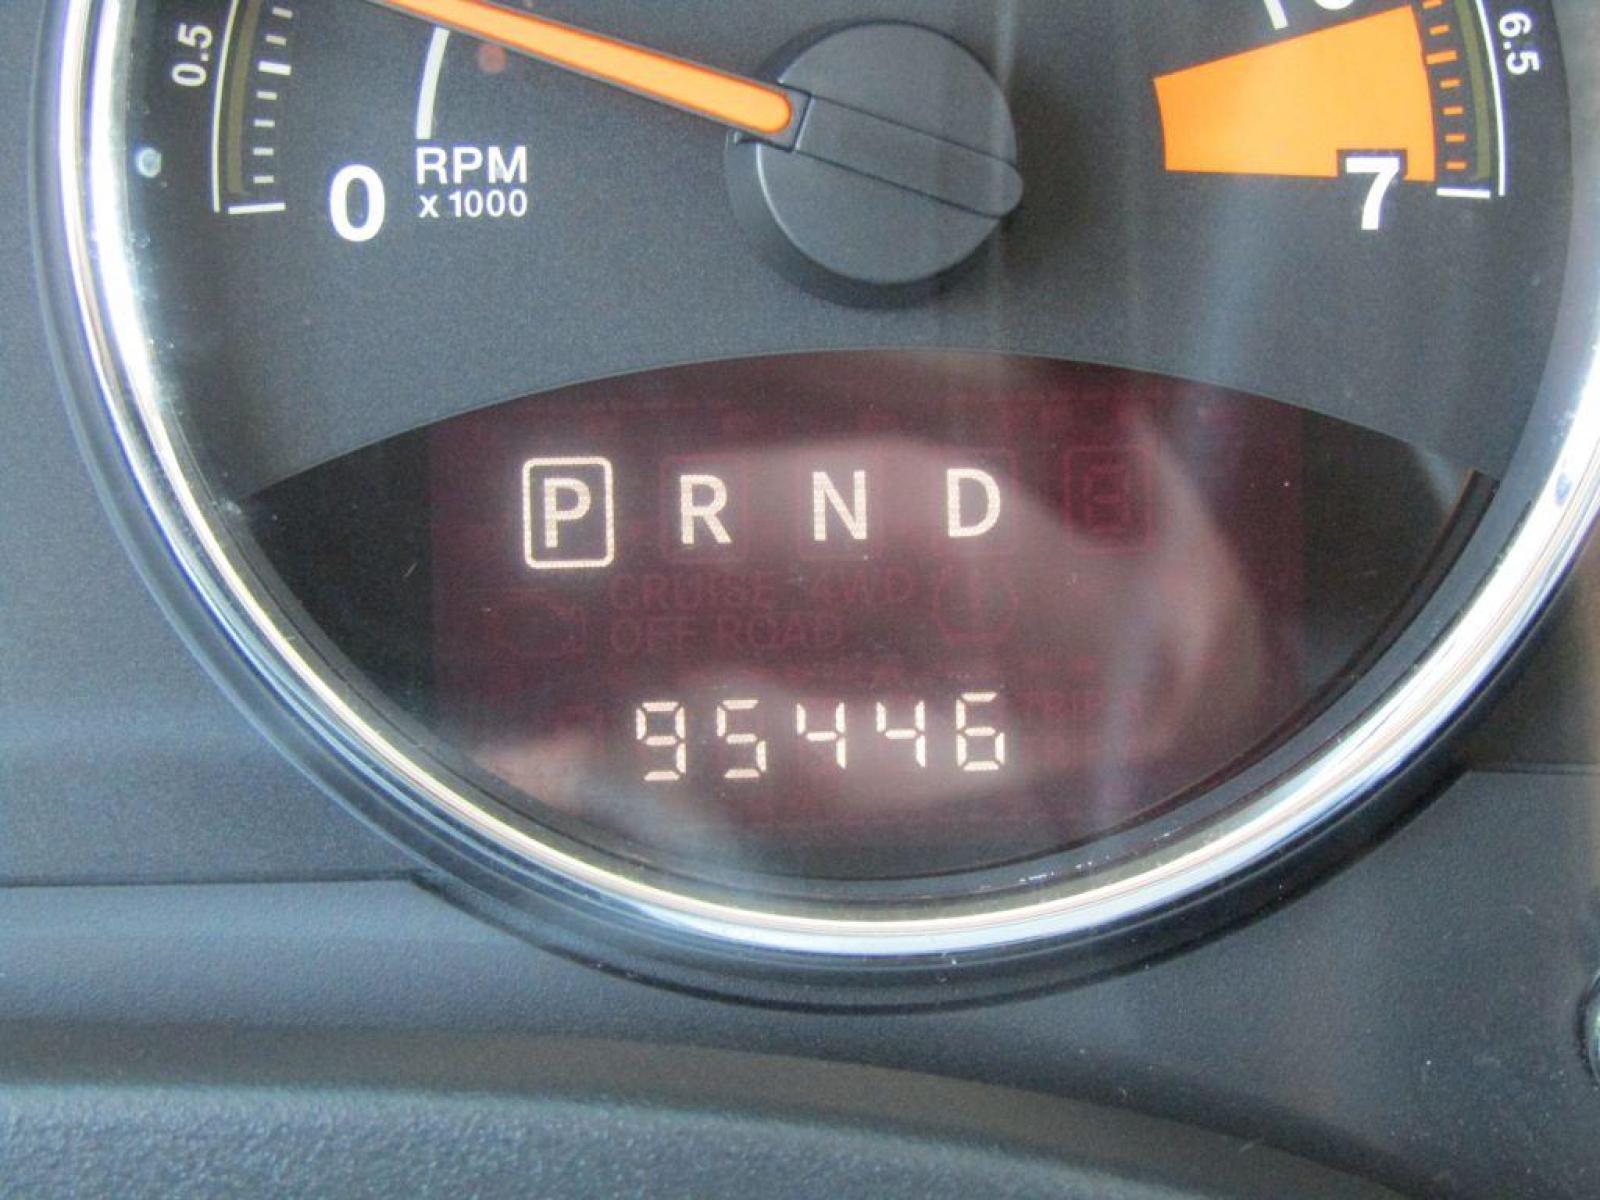 0.5
6.5
0
RPM
x 1000
7
P R N D
CRUISE 4WD
OFF ROAD
95446